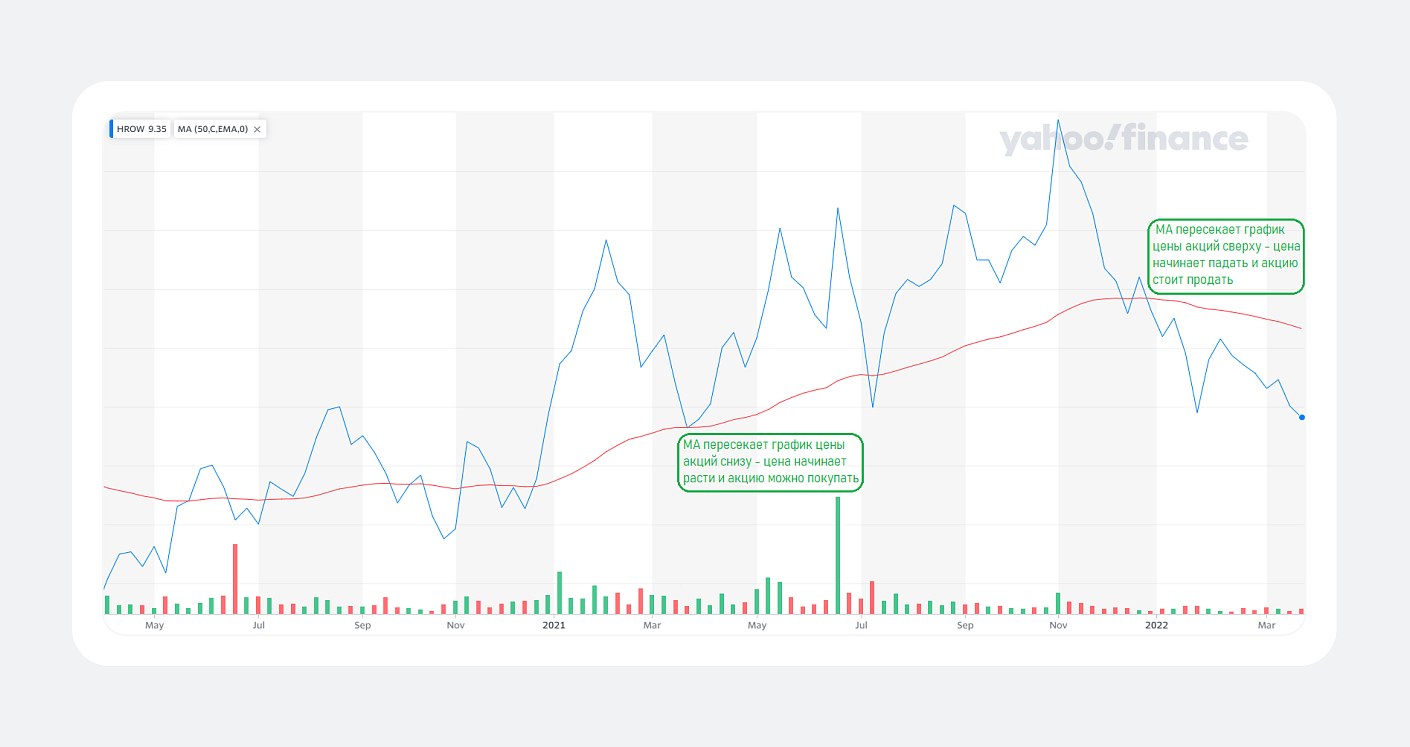 HROW 9.35 MA (50,C,EMA,0) ×
yahoo!finance
МА пересекает график
цены акций сверху - цена
начинает падать и акцию
стоит продать
МА пересекает график цены
акций снизу - цена начинает
расти и акцию можно покупать
May Jul Sep Nov 2021 Mar May Jul Sep Nov 2022 Mar